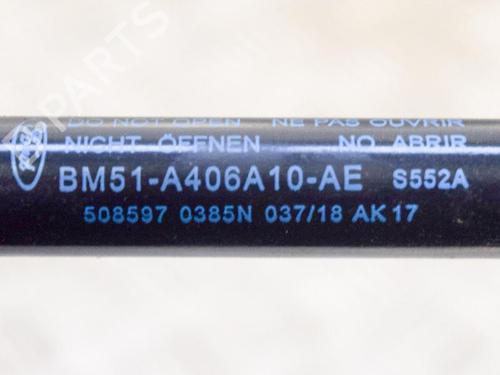 DO NOT OPEN NE PAS OUVRIR
NICHT ÖFFNEN NO ABRIR
BM51-A406A10-AE S552A
508597 0385N 037/18 AK17